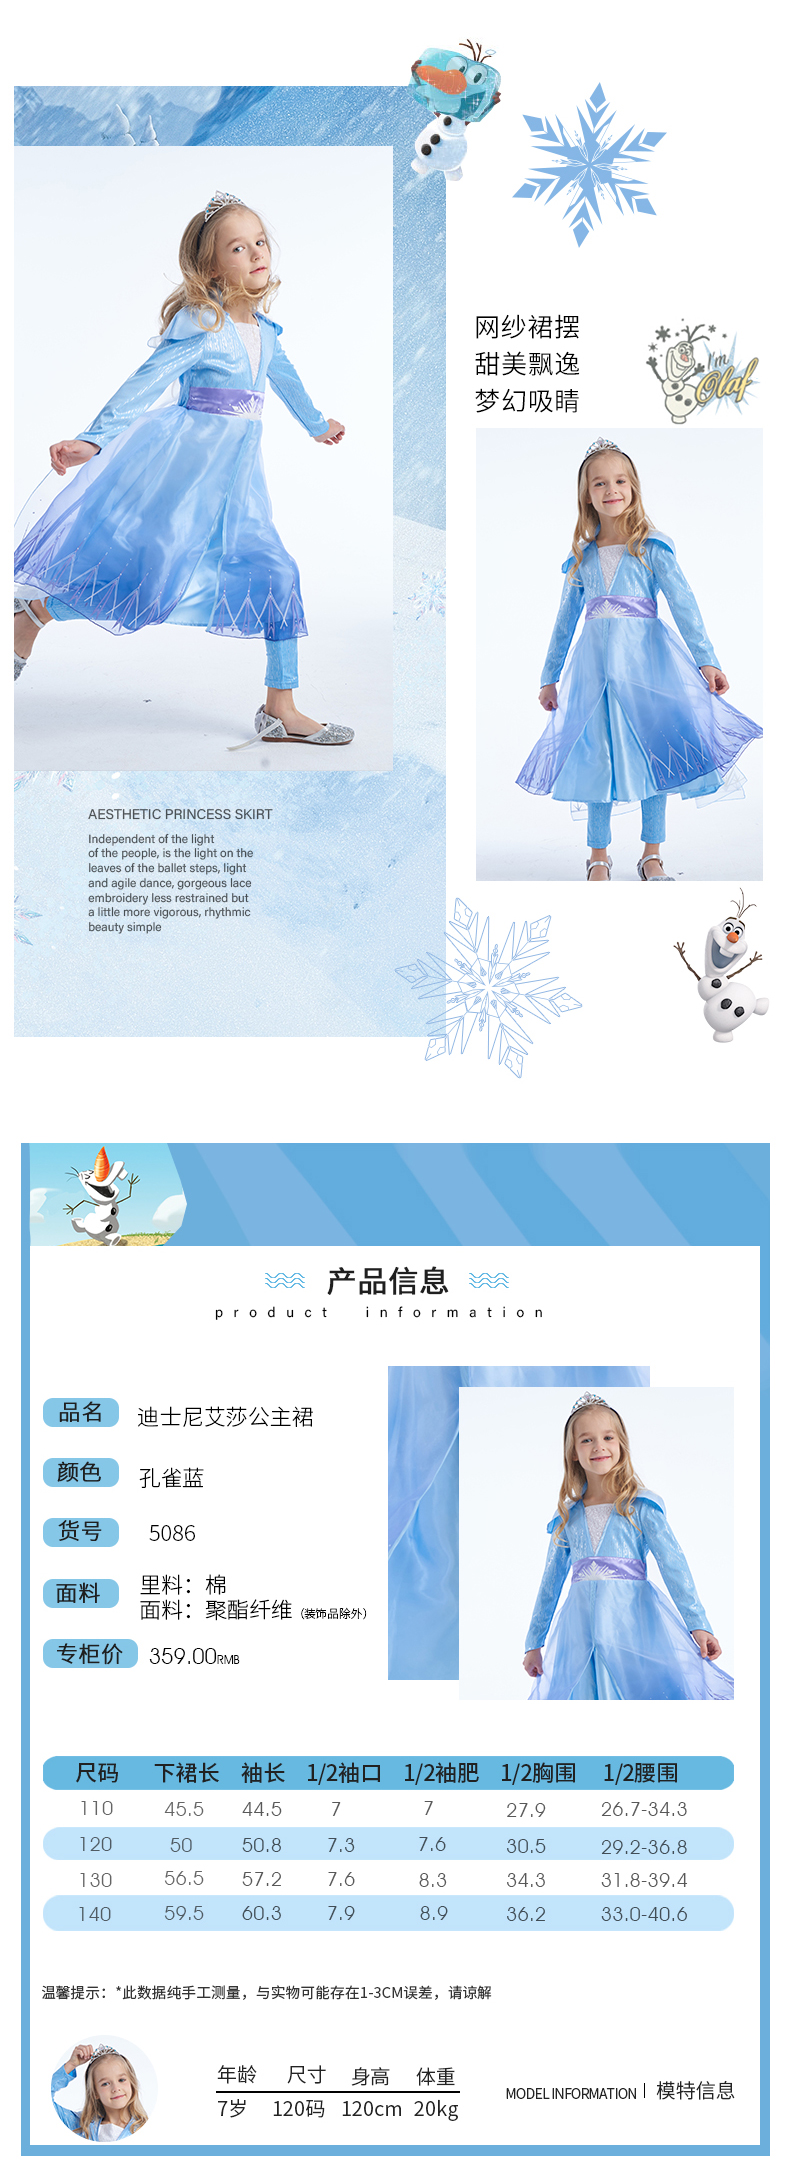 网纱裙摆
甜美飘逸
梦幻吸睛
I'm
Olaf
AESTHETIC PRINCESS SKIRT
Independent of the light
of the people, is the light on the
leaves of the ballet steps, light
and agile dance, gorgeous lace
embroidery less restrained but
a little more vigorous, rhythmic
beauty simple
产品信息
product information
品名 迪士尼艾莎公主裙
颜色 孔雀蓝
货号 5086
面料 里料：棉
面料：聚酯纤维（装饰品除外）
专柜价 359.00RMB
尺码 下裙长 袖长 1/2袖口 1/2袖肥 1/2胸围 1/2腰围
110 45.5 44.5 7 7 27.9 26.7-34.3
120 50 50.8 7.3 7.6 30.5 29.2-36.8
130 56.5 57.2 7.6 8.3 34.3 31.8-39.4
140 59.5 60.3 7.9 8.9 36.2 33.0-40.6
温馨提示：*此数据纯手工测量，与实物可能存在1-3CM误差，请谅解
年龄 尺寸 身高 体重
7岁 120码 120cm 20kg
MODEL INFORMATION 模特信息